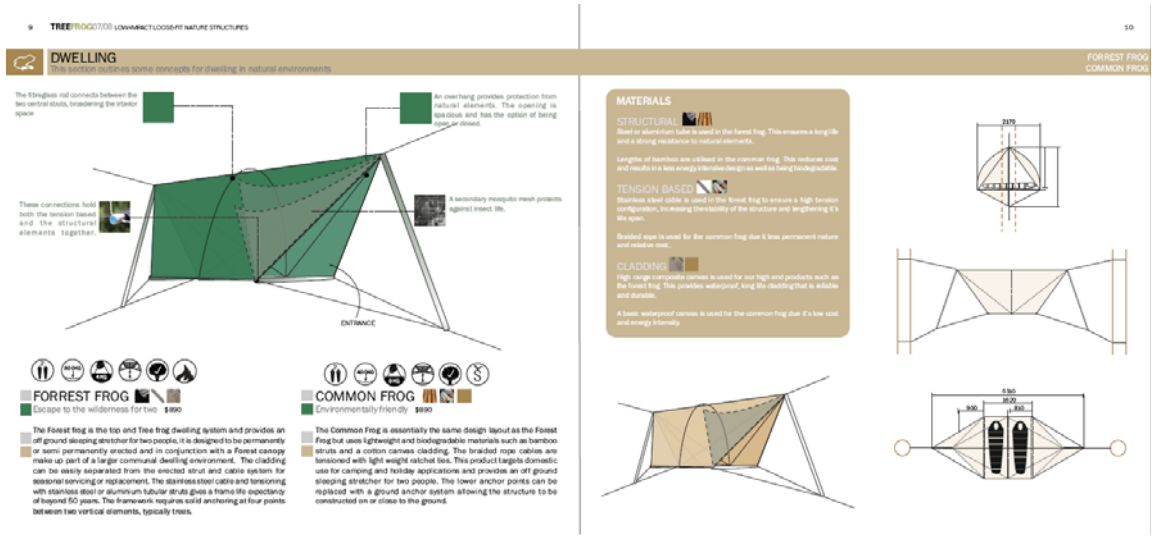 9 TREEFROG07/08 LOW-IMPACT LOOSE-FIT NATURE STRUCTURES
DWELLING
This section outlines some concepts for dwelling in natural environments
The fibreglass rod connects between the
two central struts, broadening the interior
space
An overhang provides protection from
natural elements. The opening is
spacious and has the option of being
open or closed.
These connections hold
both the tension based
and the structural
elements together.
A secondary mosquito mesh protects
against insect life.
ENTRANCE
FORREST FROG
Escape to the wilderness for two $890
The Forest frog is the top end Tree frog dwelling system and provides an
off ground sleeping stretcher for two people, it is designed to be permanently
or semi permanently erected and in conjunction with a Forest canopy
make up part of a larger communal dwelling environment. The cladding
can be easily separated from the erected strut and cable system for
seasonal servicing or replacement. The stainless steel cable and tensioning
with stainless steel or aluminium tubular struts gives a frame life expectancy
of beyond 50 years. The framework requires solid anchoring at four points
between two vertical elements, typically trees.
COMMON FROG
Environmentally friendly $890
The Common Frog is essentially the same design layout as the Forest
Frog but uses lightweight and biodegradable materials such as bamboo
struts and a cotton canvas cladding. The braided rope cables are
tensioned with light weight ratchet ties. This product targets domestic
use for camping and holiday applications and provides an off ground
sleeping stretcher for two people. The lower anchor points can be
replaced with a ground anchor system allowing the structure to be
constructed on or close to the ground.
10
FORREST FROG
COMMON FROG
MATERIALS
STRUCTURAL
Steel or aluminium tube is used in the forest frog. This ensures a long life
and a strong resistance to natural elements.
Lengths of bamboo are utilised in the common frog. This reduces cost
and results in a less energy intensive design as well as being biodegradable.
TENSION BASED
Stainless steel cable is used in the forest frog to ensure a high tension
configuration, increasing the stability of the structure and lengthening it's
life span.
Braided rope is used for the common frog due it less permanent nature
and relative cost.
CLADDING
High range composite canvas is used for our high end products such as
the forest frog. This provides waterproof, long life cladding that is reliable
and durable.
A basic waterproof canvas is used for the common frog due it's low cost
and energy intensity.
2170
1620